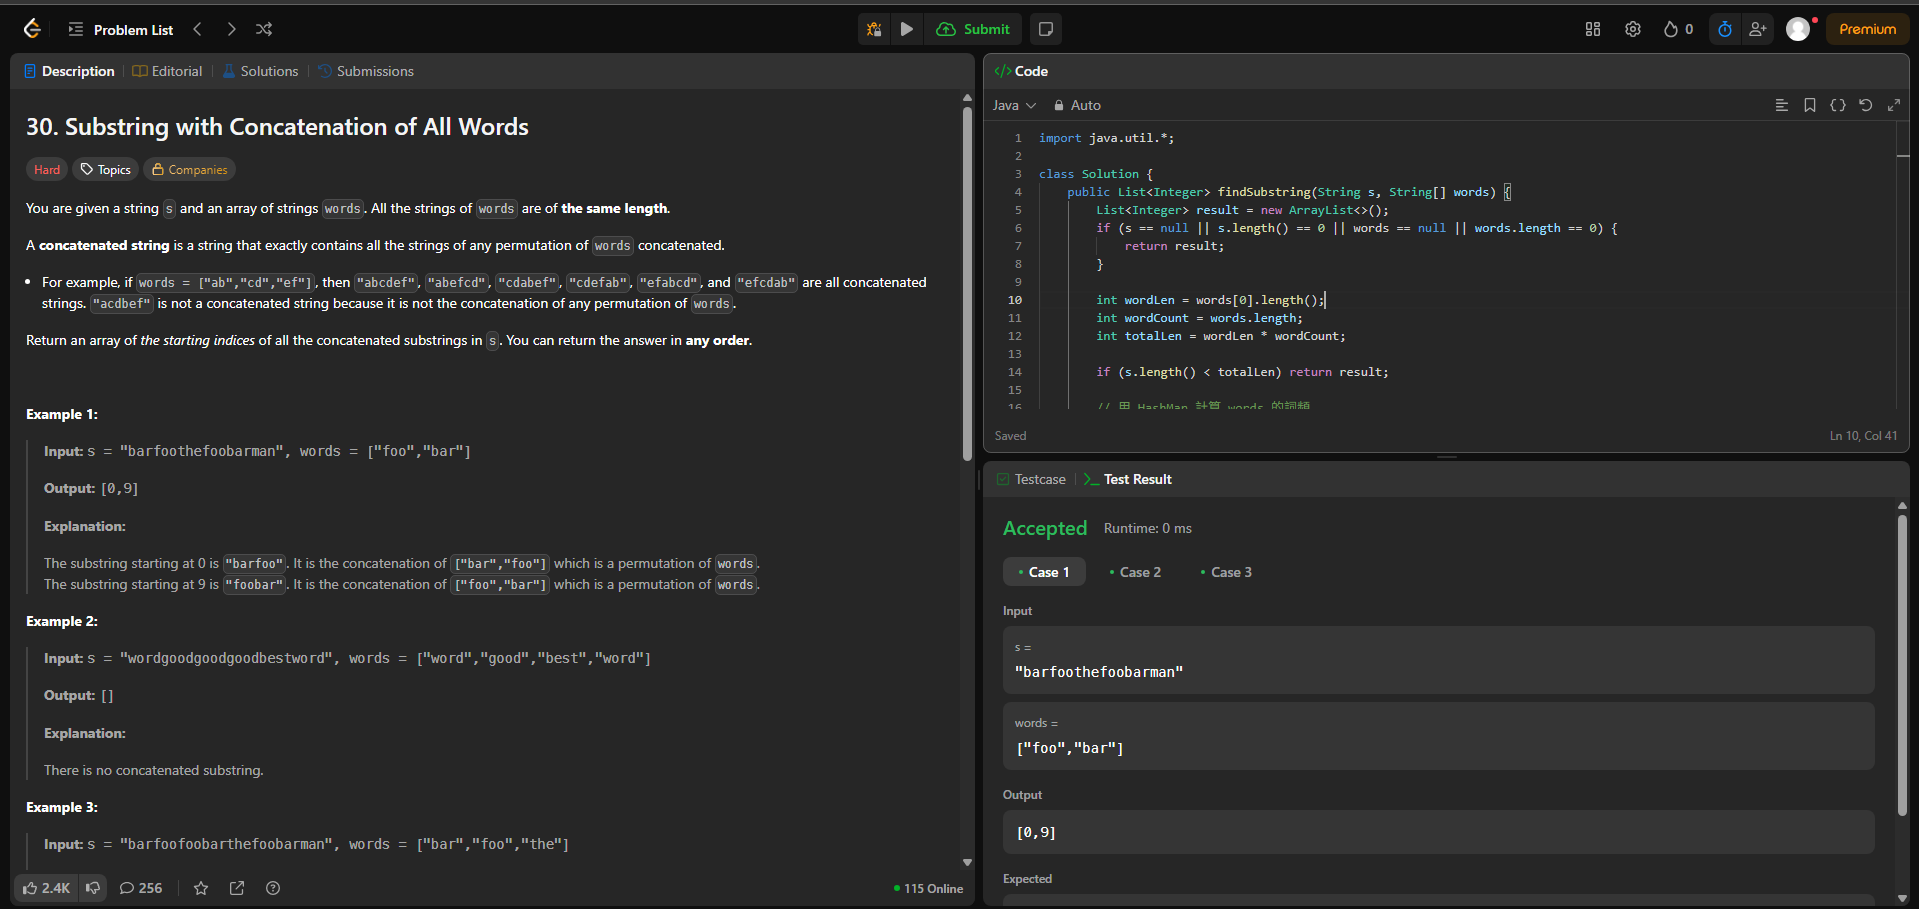 Problem List
Submit
0
Premium
Description
Editorial
Solutions
Submissions
30. Substring with Concatenation of All Words
Hard
Topics
Companies
You are given a string s and an array of strings words. All the strings of words are of the same length.
A concatenated string is a string that exactly contains all the strings of any permutation of words concatenated.
• For example, if words = ["ab","cd","ef"], then "abcdef", "abefcd", "cdabef", "cdefab", "efabcd", and "efcdab" are all concatenated
strings. "acdbef" is not a concatenated string because it is not the concatenation of any permutation of words.
Return an array of the starting indices of all the concatenated substrings in s. You can return the answer in any order.
Example 1:
Input: s = "barfoothefoobarman", words = ["foo","bar"]
Output: [0,9]
Explanation:
The substring starting at 0 is "barfoo". It is the concatenation of ["bar","foo"] which is a permutation of words.
The substring starting at 9 is "foobar". It is the concatenation of ["foo","bar"] which is a permutation of words.
Example 2:
Input: s = "wordgoodgoodgoodbestword", words = ["word","good","best","word"]
Output: []
Explanation:
There is no concatenated substring.
Example 3:
Input: s = "barfoofoobarthefoobarman", words = ["bar","foo","the"]
2.4K
256
115 Online
</> Code
Java
Auto
1 import java.util.*;
2
3 class Solution {
4 public List<Integer> findSubstring(String s, String[] words) {
5 List<Integer> result = new ArrayList<>();
6 if (s == null || s.length() == 0 || words == null || words.length == 0) {
7 return result;
8 }
9
10 int wordLen = words[0].length();
11 int wordCount = words.length;
12 int totalLen = wordLen * wordCount;
13
14 if (s.length() < totalLen) return result;
15
16 // 用 HashMap 計算 words 的詞頻
Saved
Ln 10, Col 41
Testcase
Test Result
Accepted
Runtime: 0 ms
• Case 1
• Case 2
• Case 3
Input
s =
"barfoothefoobarman"
words =
["foo","bar"]
Output
[0,9]
Expected